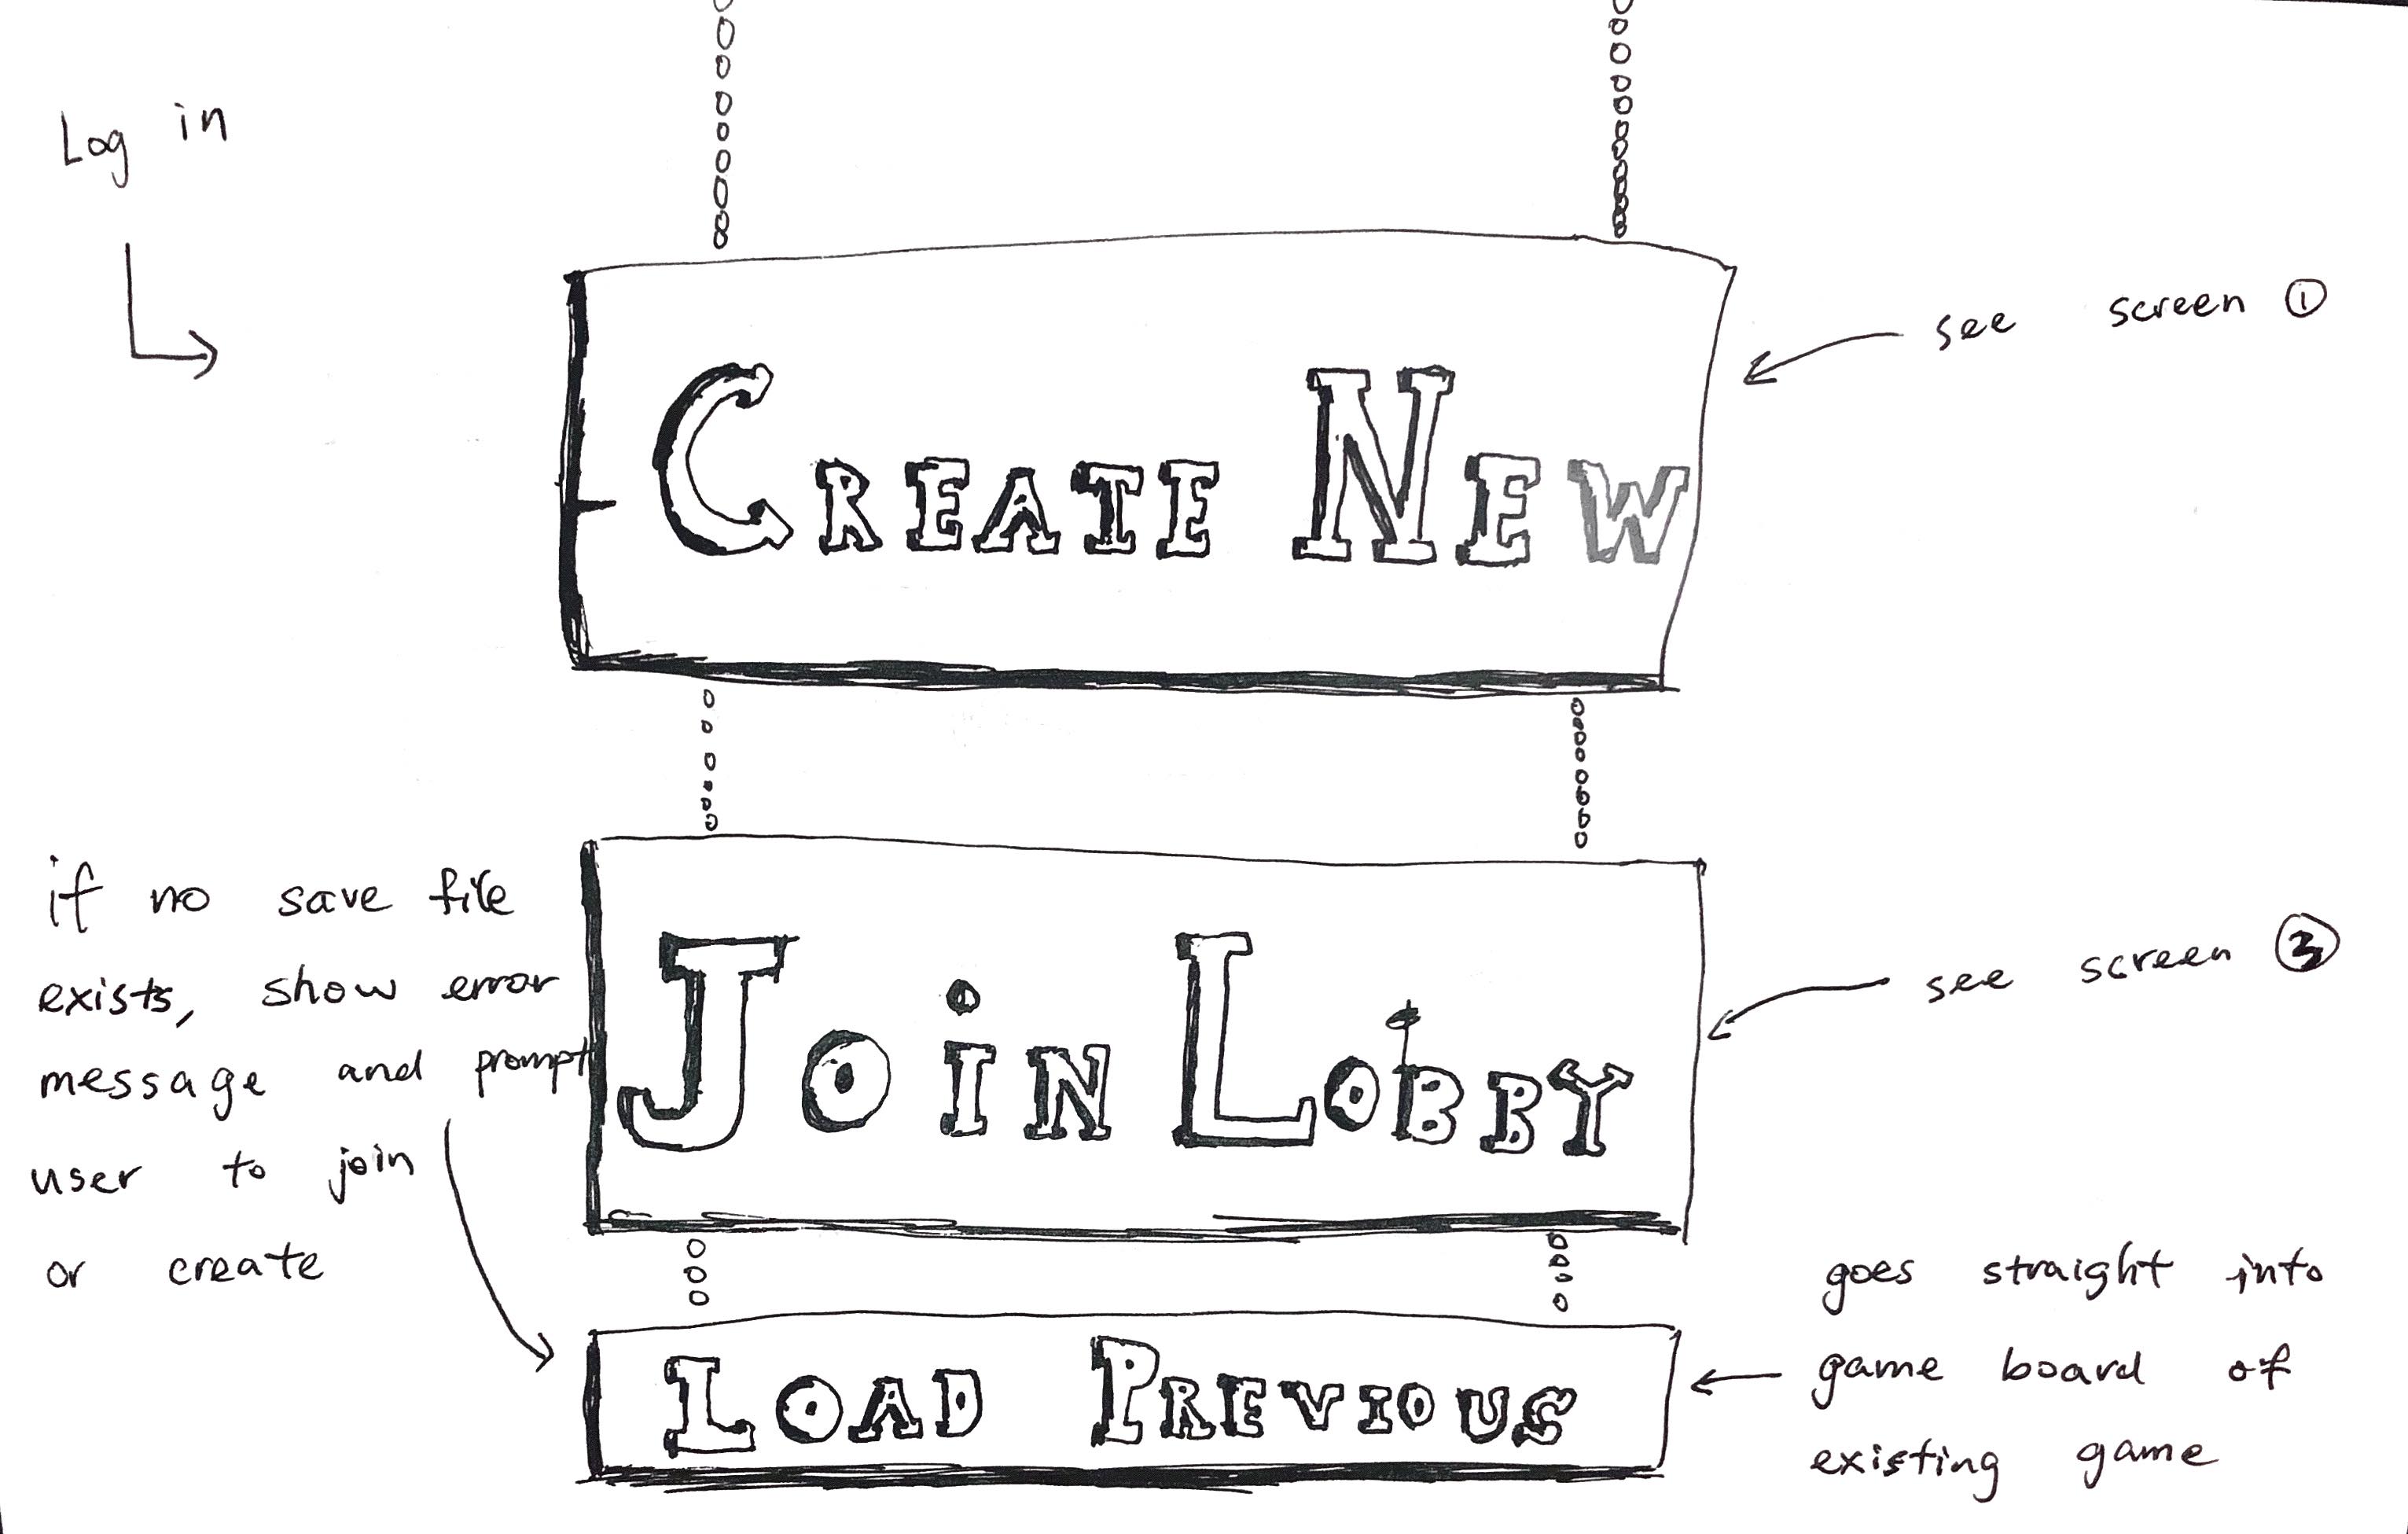 Log in
see screen ①
CREATE NEW
if no save file
exists, show error
message and prompt
user to join
or create
see screen
JOiN LOBBY
goes straight into
game board of
existing game
LOAD PREVIOUS